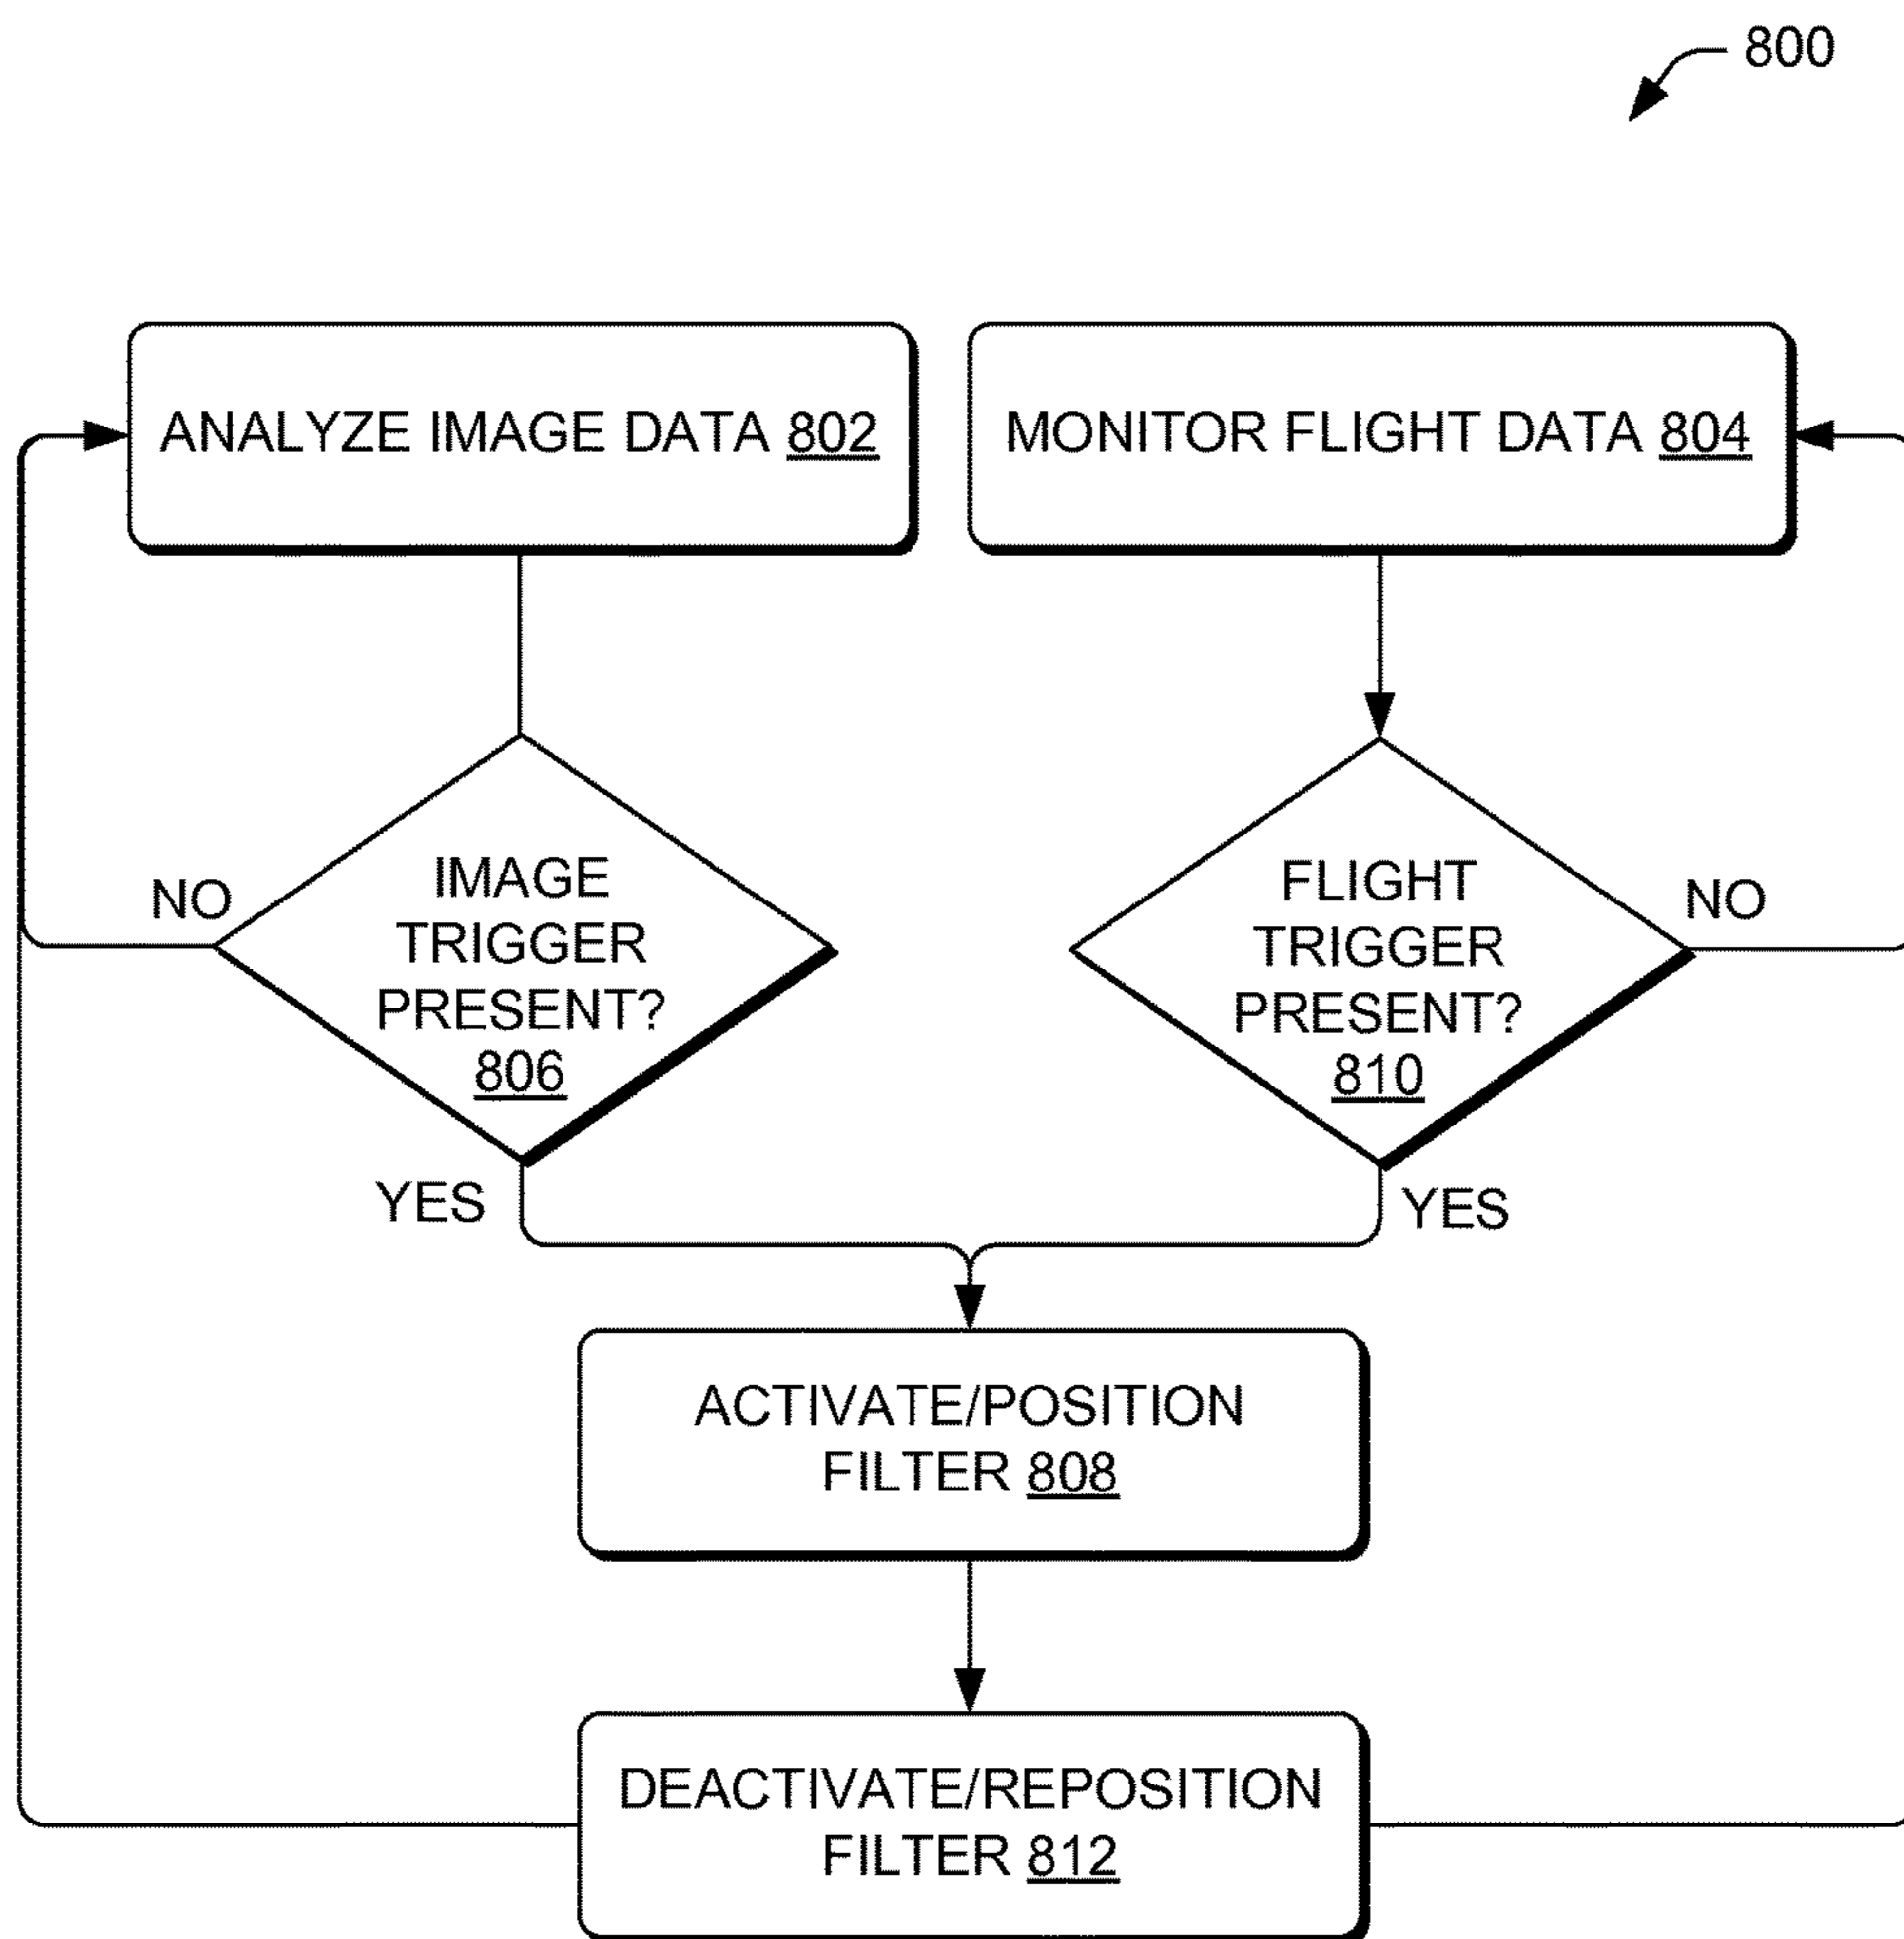 800
ANALYZE IMAGE DATA 802
MONITOR FLIGHT DATA 804
IMAGE
TRIGGER
PRESENT?
806
NO
FLIGHT
TRIGGER
PRESENT?
810
NO
YES
YES
ACTIVATE/POSITION
FILTER 808
DEACTIVATE/REPOSITION
FILTER 812